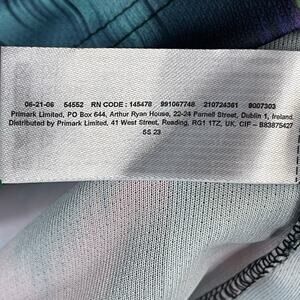 06-21-06 54552 RN CODE : 145478 991067748 210724361 8007303
Primark Limited, PO Box 644, Arthur Ryan House, 22-24 Parnell Street, Dublin 1, Ireland.
Distributed by Primark Limited, 41 West Street, Reading, RG1 1TZ, UK, CIF - B83875427
SS 23